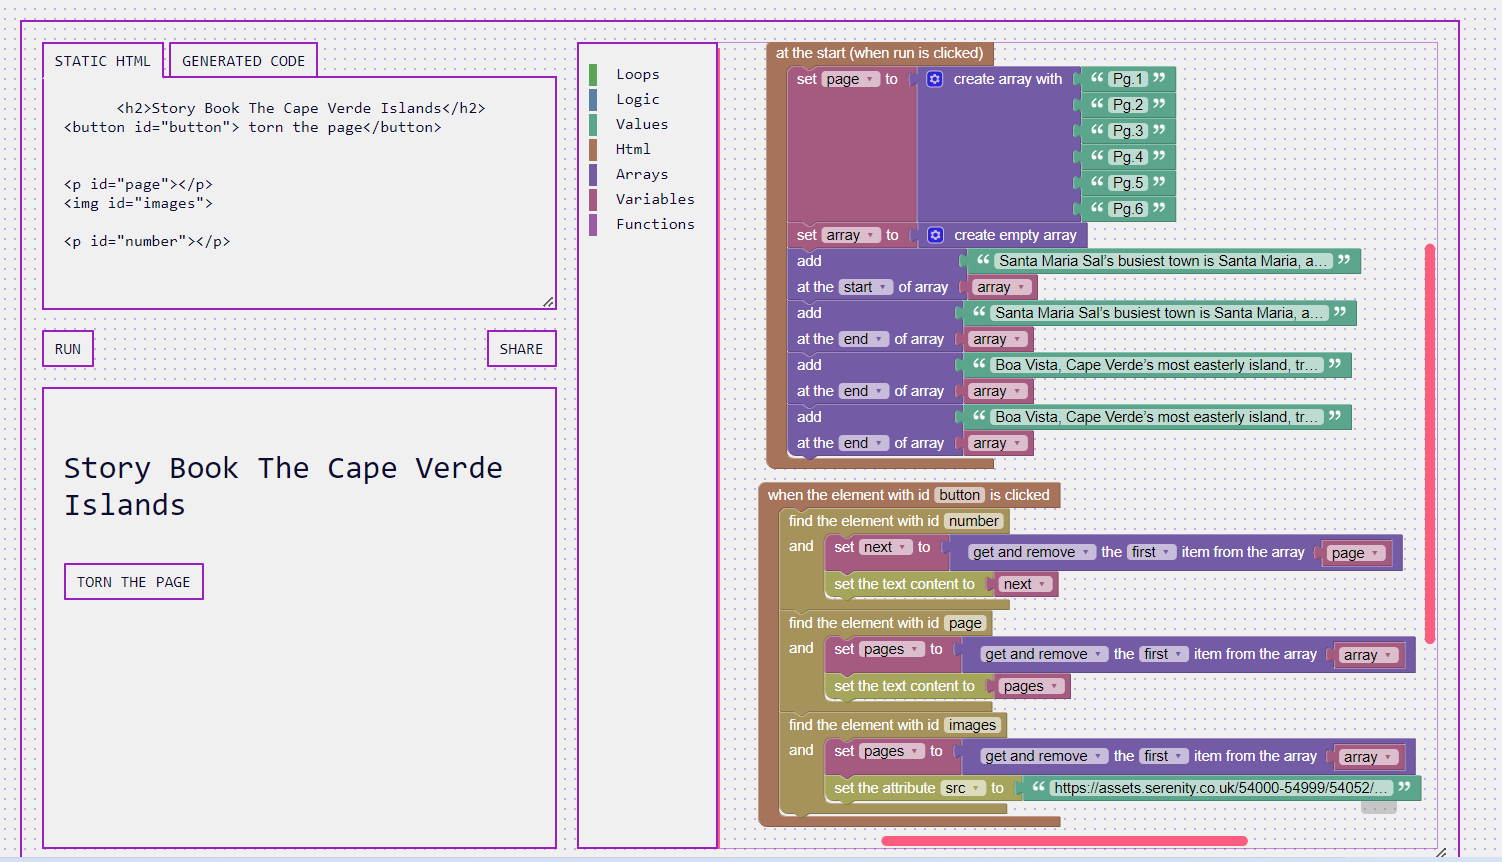 STATIC HTML
GENERATED CODE
<h2>Story Book The Cape Verde Islands</h2>
<button id="button"> torn the page</button>
<p id="page"></p>
<img id="images">
<p id="number"></p>
RUN
SHARE
Story Book The Cape Verde
Islands
TORN THE PAGE
Loops
Logic
Values
Html
Arrays
Variables
Functions
at the start (when run is clicked)
set page to create array with “ Pg.1 ”
“ Pg.2 ”
“ Pg.3 ”
“ Pg.4 ”
“ Pg.5 ”
“ Pg.6 ”
set array to create empty array
add “ Santa Maria Sal’s busiest town is Santa Maria, a... ”
at the start of array array
add “ Santa Maria Sal’s busiest town is Santa Maria, a... ”
at the end of array array
add “ Boa Vista, Cape Verde’s most easterly island, tr... ”
at the end of array array
add “ Boa Vista, Cape Verde’s most easterly island, tr... ”
at the end of array array
when the element with id button is clicked
find the element with id number
and set next to get and remove the first item from the array page
set the text content to next
find the element with id page
and set pages to get and remove the first item from the array array
set the text content to pages
find the element with id images
and set pages to get and remove the first item from the array array
set the attribute src to “ https://assets.serenity.co.uk/54000-54999/54052/... ”